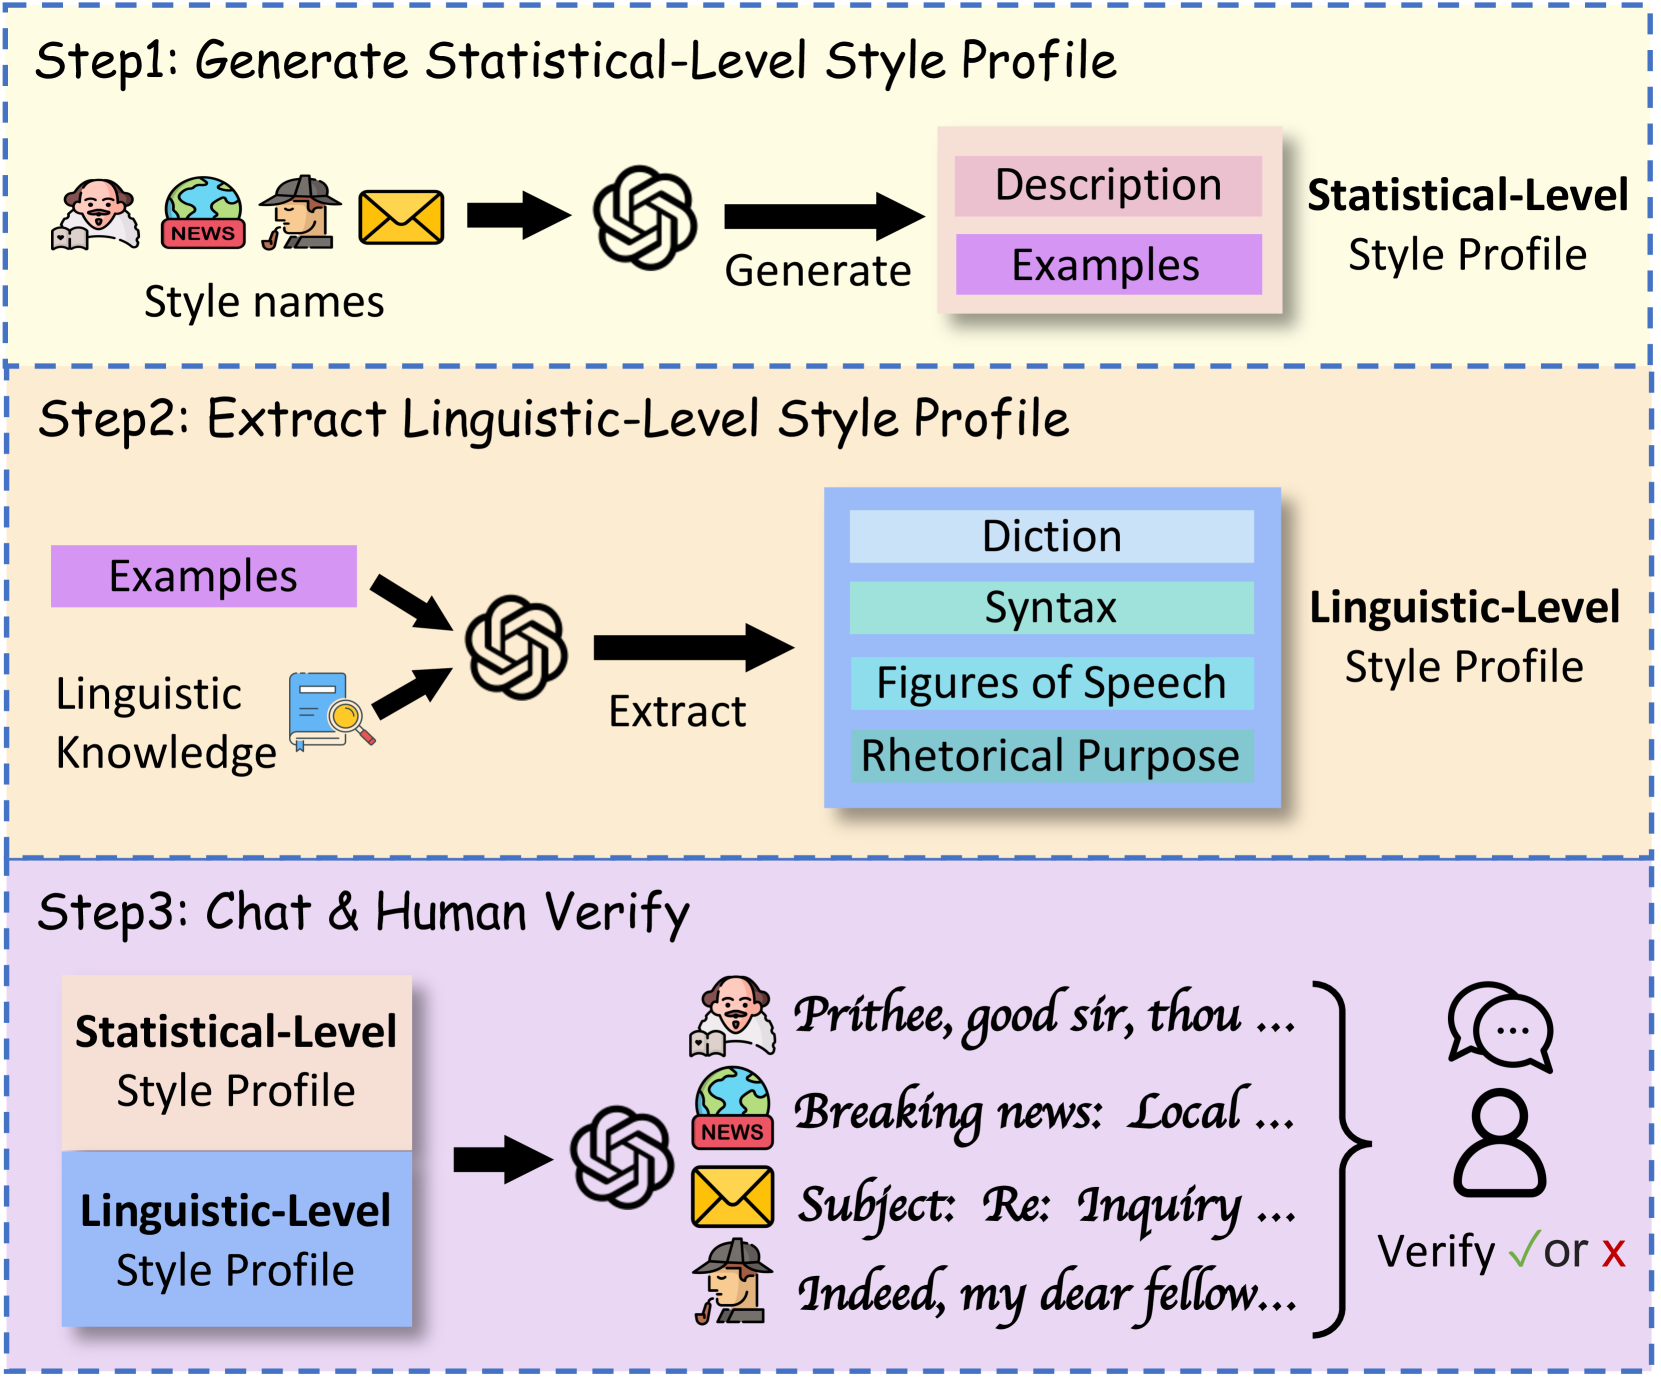 Step1: Generate Statistical-Level Style Profile
NEWS
Style names
Generate
Description
Examples
Statistical-Level
Style Profile
Step2: Extract Linguistic-Level Style Profile
Examples
Linguistic
Knowledge
Extract
Diction
Syntax
Figures of Speech
Rhetorical Purpose
Linguistic-Level
Style Profile
Step3: Chat & Human Verify
Statistical-Level
Style Profile
Linguistic-Level
Style Profile
Prithee, good sir, thou ...
NEWS
Breaking news: Local ...
Subject: Re: Inquiry ...
Indeed, my dear fellow...
Verify ✓or x